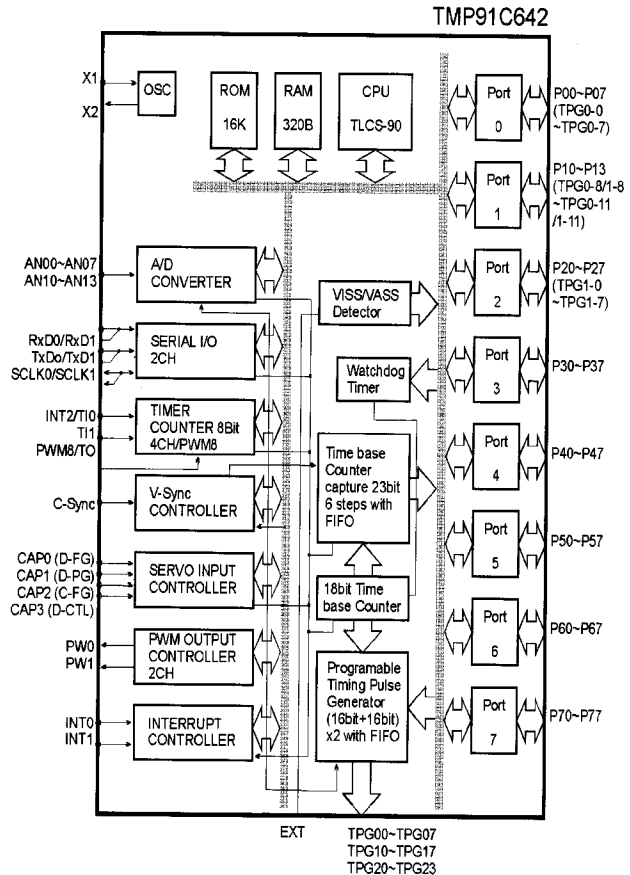 TMP91C642
X1
X2
OSC
ROM
16K
RAM
320B
CPU
TLCS-90
Port
0
P00~P07
(TPG0-0
~TPG0-7)
Port
1
P10~P13
(TPG0-8/1-8
~TPG0-11
/1-11)
AN00~AN07
AN10~AN13
A/D
CONVERTER
VISS/VASS
Detector
Port
2
P20~P27
(TPG1-0
~TPG1-7)
RxD0/RxD1
TxDo/TxD1
SCLK0/SCLK1
SERIAL I/O
2CH
Watchdog
Timer
Port
3
P30~P37
INT2/TI0
TI1
PWM8/TO
TIMER
COUNTER 8Bit
4CH/PWM8
Time base
Counter
capture 23bit
6 steps with
FIFO
Port
4
P40~P47
C-Sync
V-Sync
CONTROLLER
Port
5
P50~P57
CAP0 (D-FG)
CAP1 (D-PG)
CAP2 (C-FG)
CAP3 (D-CTL)
SERVO INPUT
CONTROLLER
18bit Time
base Counter
Port
6
P60~P67
PW0
PW1
PWM OUTPUT
CONTROLLER
2CH
Programable
Timing Pulse
Generator
(16bit+16bit)
x2 with FIFO
Port
7
P70~P77
INT0
INT1
INTERRUPT
CONTROLLER
EXT
TPG00~TPG07
TPG10~TPG17
TPG20~TPG23